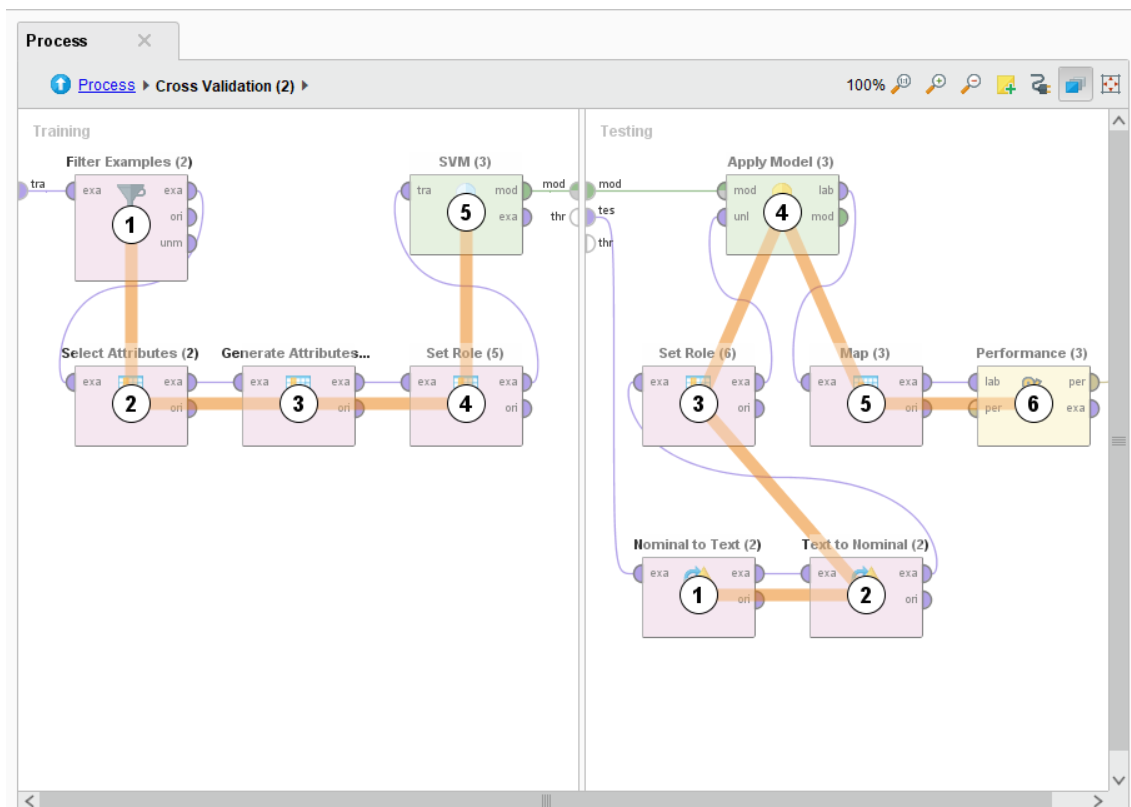 Process
Process Cross Validation (2)
100%
Training
Filter Examples (2)
SVM (3)
tra
exa
exa
ori
unm
1
tra
mod
exa
5
mod
thr
Select Attributes (2)
Generate Attributes...
Set Role (5)
exa
exa
ori
2
exa
exa
ori
3
exa
exa
ori
4
Testing
Apply Model (3)
mod
tes
thr
mod
unl
lab
mod
4
Set Role (6)
Map (3)
Performance (3)
exa
exa
ori
3
exa
exa
ori
5
lab
per
per
exa
6
Nominal to Text (2)
Text to Nominal (2)
exa
exa
ori
1
exa
exa
ori
2